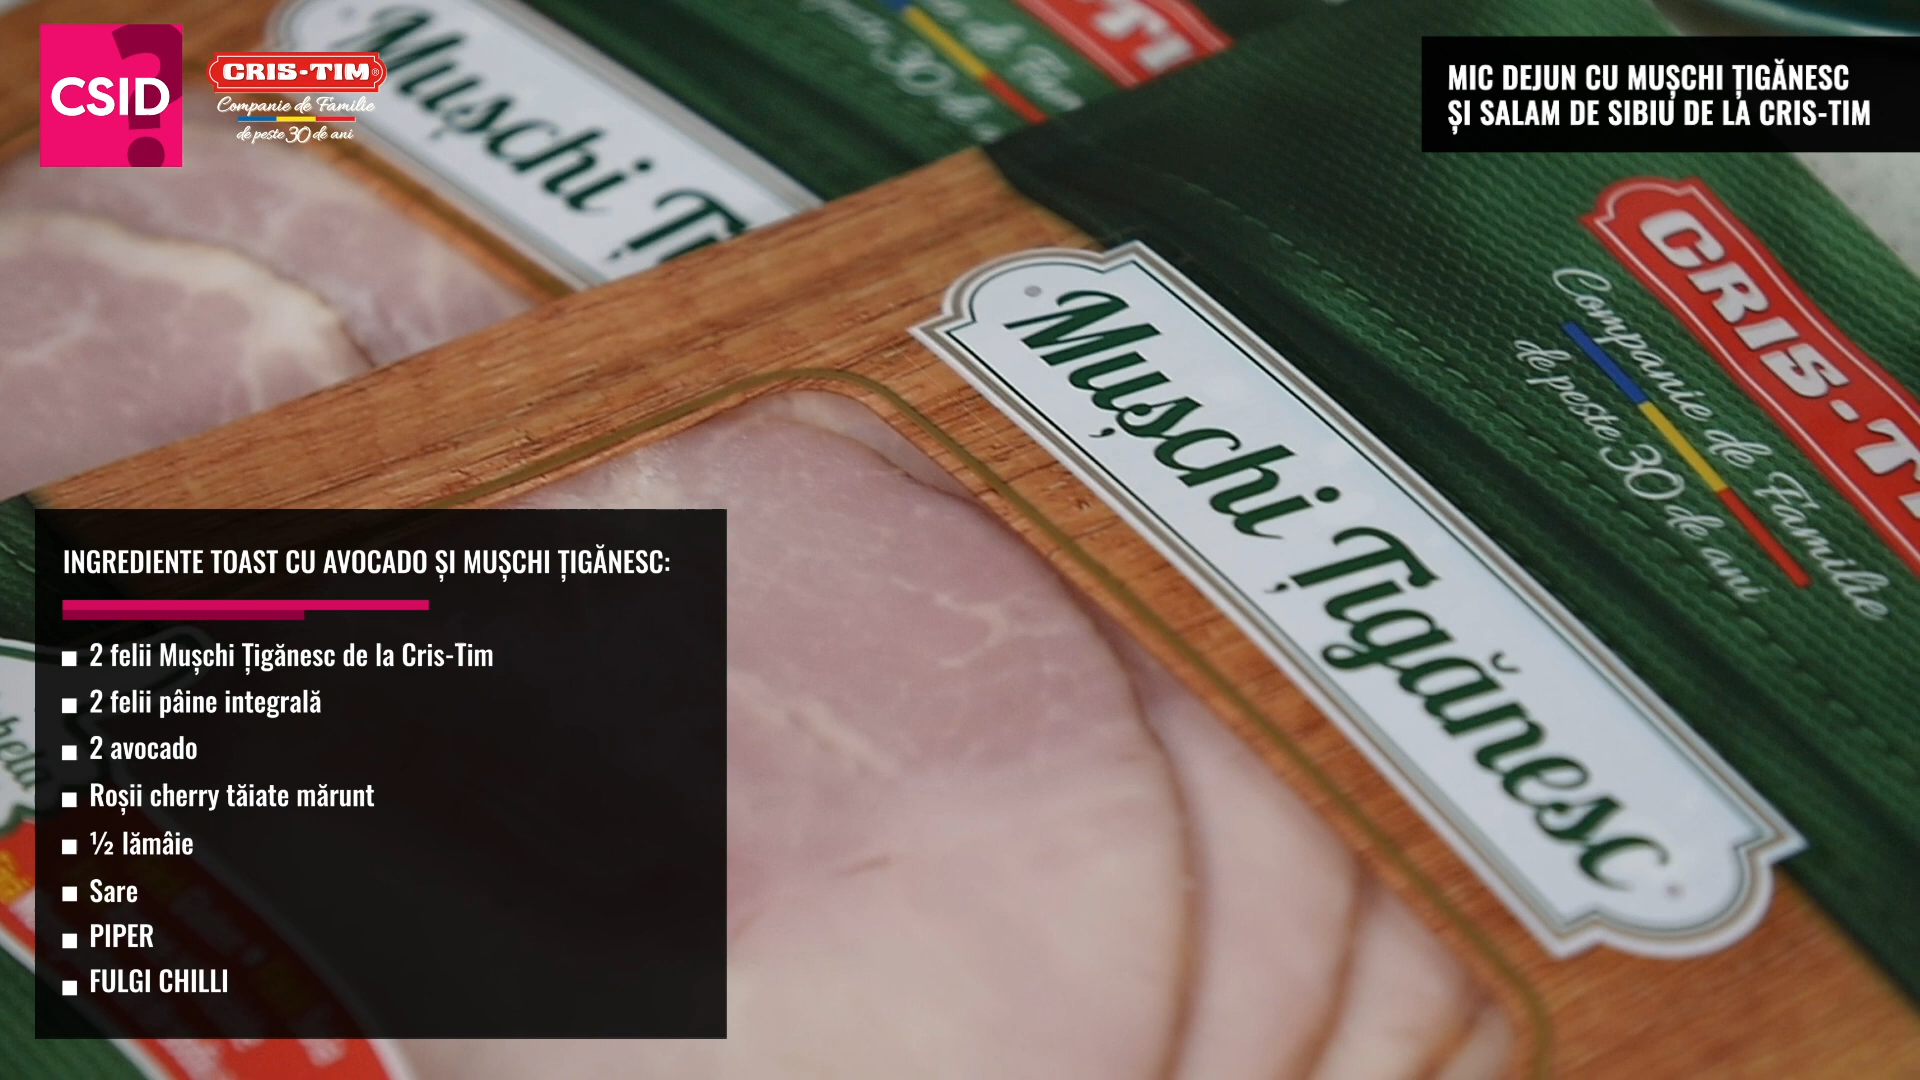 CSID
CRIS-TIM®
Companie de Familie
de peste 30 de ani
MIC DEJUN CU MUȘCHI ȚIGĂNESC
ȘI SALAM DE SIBIU DE LA CRIS-TIM
Mușchi
Companie de Familie
de peste 30 de ani
Mușchi Țigănesc
INGREDIENTE TOAST CU AVOCADO ȘI MUȘCHI ȚIGĂNESC:
2 felii Mușchi Țigănesc de la Cris-Tim
2 felii pâine integrală
2 avocado
Roșii cherry tăiate mărunt
½ lămâie
Sare
PIPER
FULGI CHILLI